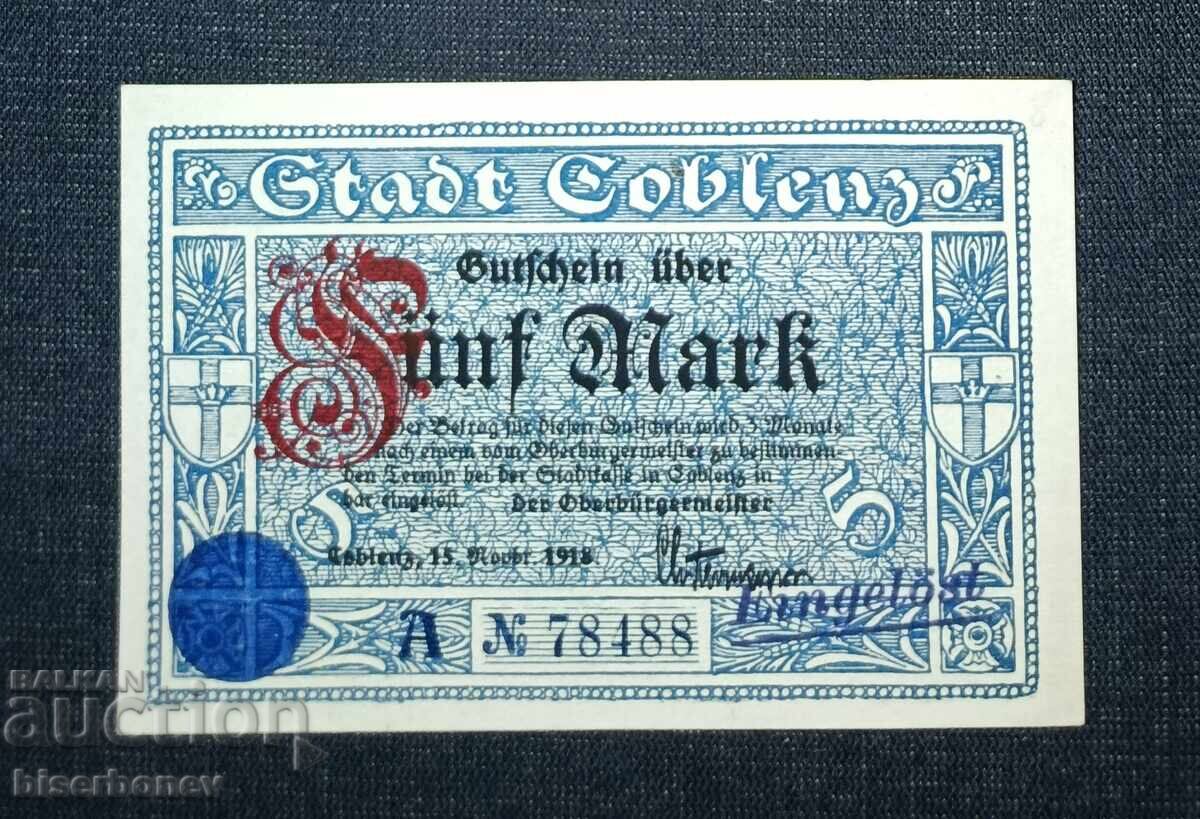 Stadt Coblenz
Gutschein über
Fünf Mark
Der Betrag für diesen Gutschein wird 3 Monate
nach einem vom Oberbürgermeister zu bestimmen-
den Termin bei der Stadtkasse in Coblenz in
bar eingelöst. Der Oberbürgermeister
5 5
Coblenz, 15. Novbr. 1918
Eingelöst
A № 78488
BALKAN
auction
biserbonev